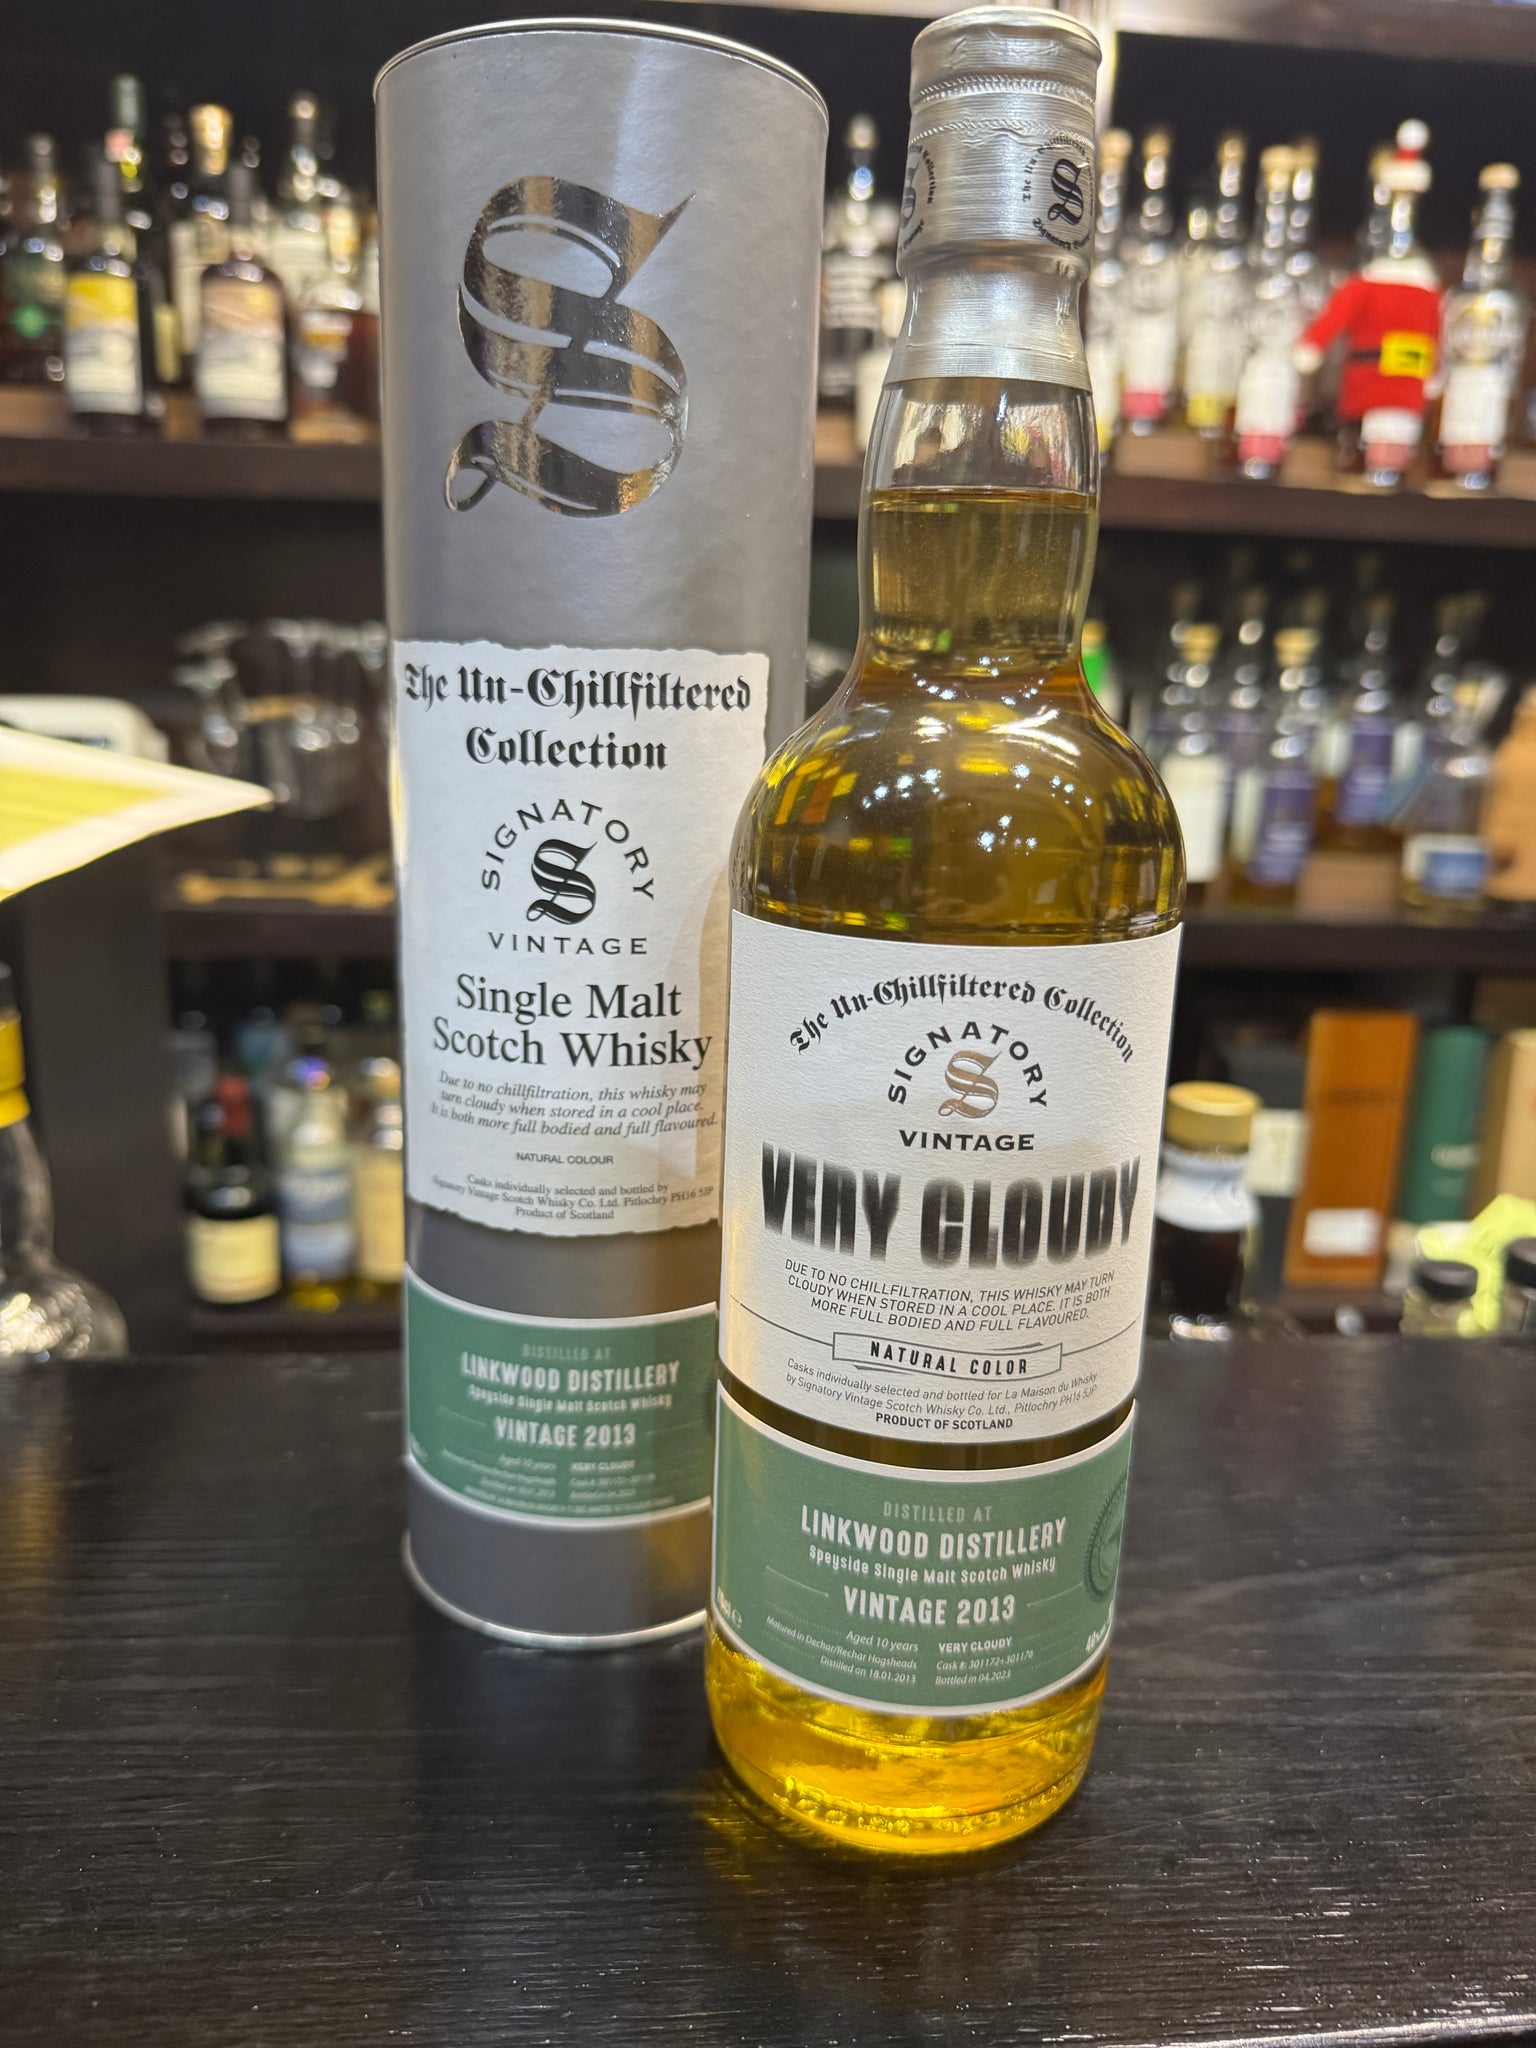 The Un-Chillfiltered
Collection
SIGNATORY
S
VINTAGE
Single Malt
Scotch Whisky
Due to no chillfiltration, this whisky may
turn cloudy when stored in a cool place.
It is both more full bodied and full flavoured.
NATURAL COLOUR
Casks individually selected and bottled by
Signatory Vintage Scotch Whisky Co. Ltd. Pitlochry PH16 5JP
Product of Scotland
DISTILLED AT
LINKWOOD DISTILLERY
Speyside Single Malt Scotch Whisky
VINTAGE 2013
Aged 10 years VERY CLOUDY
The Un-Chillfiltered Collection
SIGNATORY
S
VINTAGE
VERY CLOUDY
DUE TO NO CHILLFILTRATION, THIS WHISKY MAY TURN
CLOUDY WHEN STORED IN A COOL PLACE. IT IS BOTH
MORE FULL BODIED AND FULL FLAVOURED.
NATURAL COLOR
Casks individually selected and bottled for La Maison du Whisky
by Signatory Vintage Scotch Whisky Co. Ltd., Pitlochry PH16 5JP
PRODUCT OF SCOTLAND
DISTILLED AT
LINKWOOD DISTILLERY
Speyside Single Malt Scotch Whisky
VINTAGE 2013
Aged 10 years VERY CLOUDY
Matured in Dechar/Rechar Hogsheads Cask #: 301172+301176
Distilled on 18.01.2013 Bottled in 04.2023